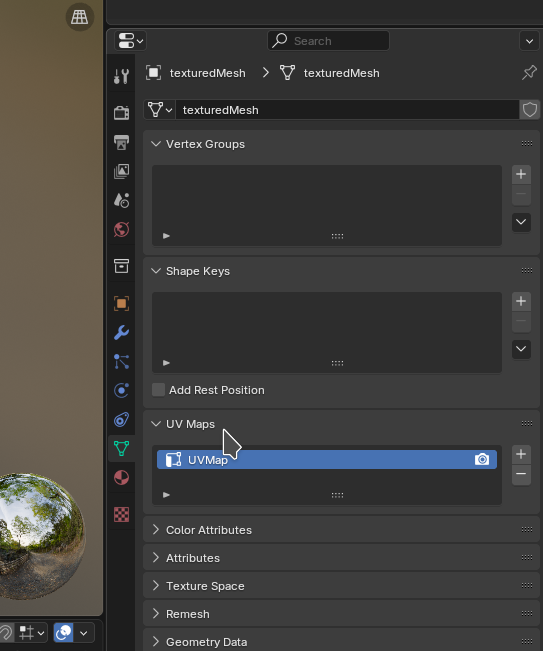 Search
texturedMesh > texturedMesh
texturedMesh
Vertex Groups
Shape Keys
Add Rest Position
UV Maps
UVMap
Color Attributes
Attributes
Texture Space
Remesh
Geometry Data